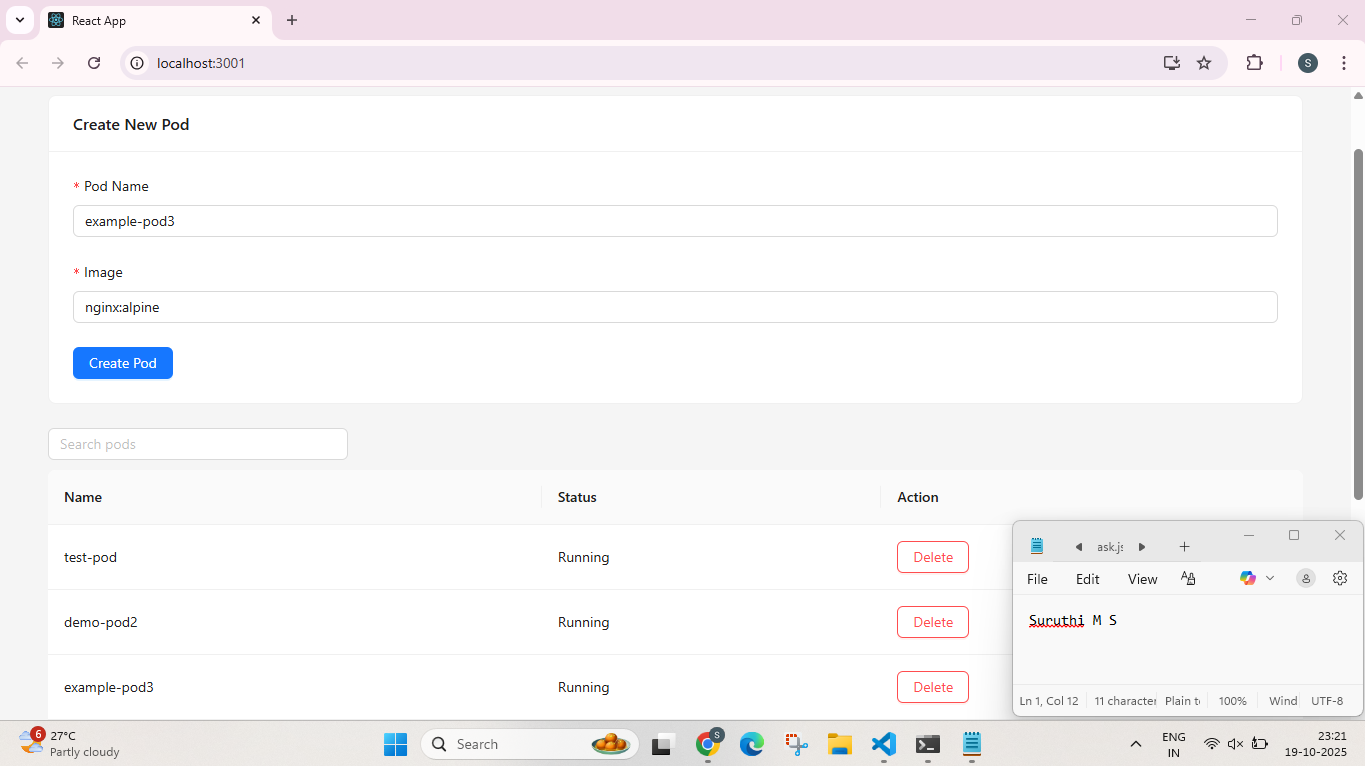 React App
localhost:3001
S
Create New Pod
* Pod Name
example-pod3
* Image
nginx:alpine
Create Pod
Search pods
Name Status Action
test-pod Running Delete
demo-pod2 Running Delete
example-pod3 Running Delete
ask.js
File Edit View
Suruthi M S
Ln 1, Col 12 11 character Plain t 100% Wind UTF-8
6 27°C
Partly cloudy
Search
S
ENG
IN
23:21
19-10-2025